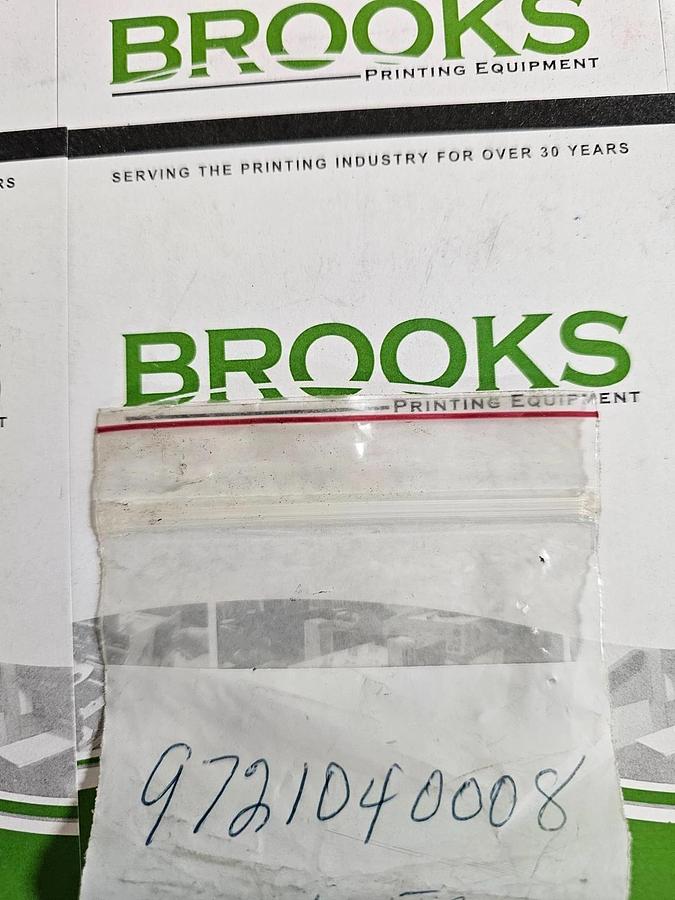 BROOKS
PRINTING EQUIPMENT
SERVING THE PRINTING INDUSTRY FOR OVER 30 YEARS
RS
BROOKS
PRINTING EQUIPMENT
T
9721040008